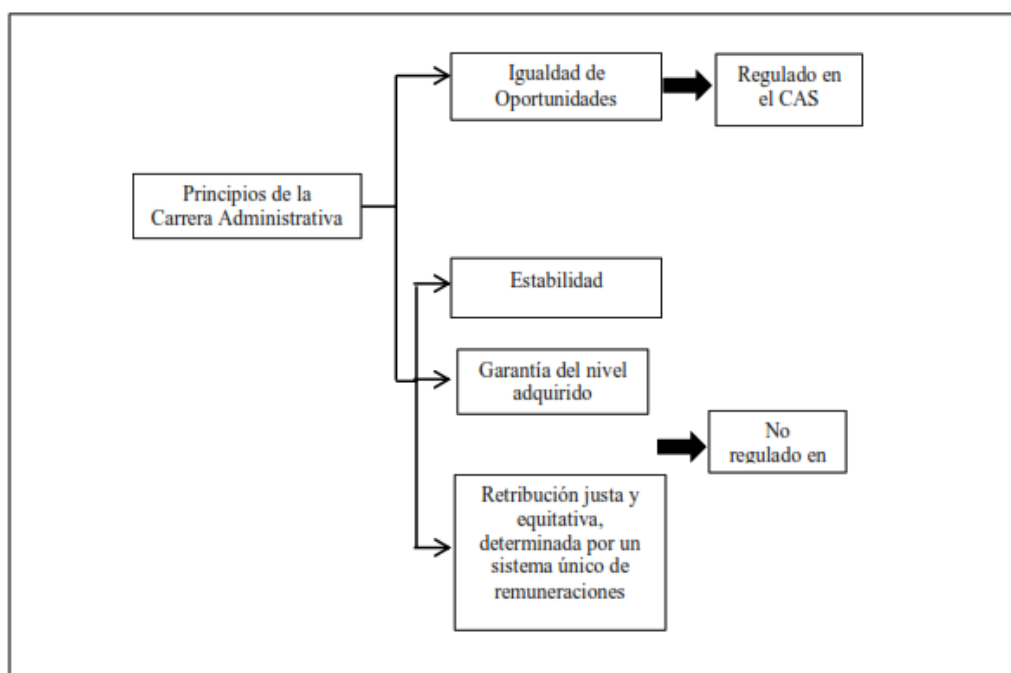 Igualdad de
Oportunidades
Regulado en
el CAS
Principios de la
Carrera Administrativa
Estabilidad
Garantía del nivel
adquirido
No
regulado en
Retribución justa y
equitativa,
determinada por un
sistema único de
remuneraciones